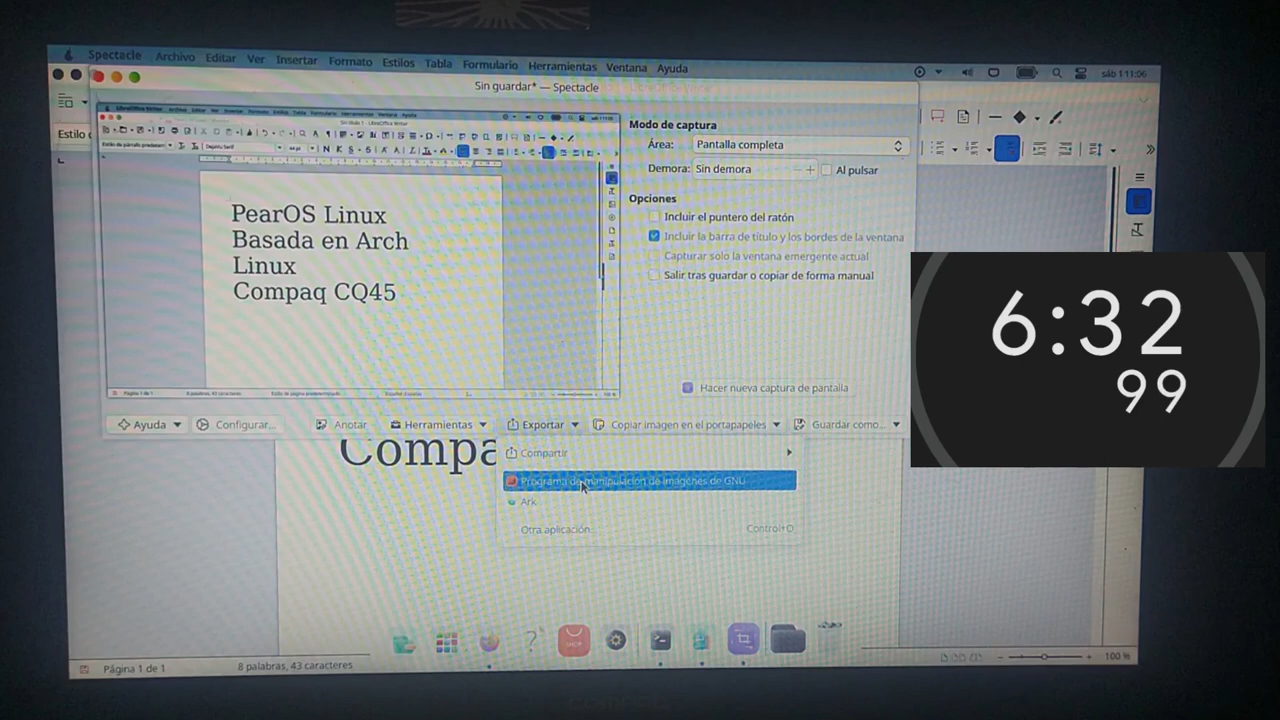 Spectacle Archivo Editar Ver Insertar Formato Estilos Tabla Formulario Herramientas Ventana Ayuda
sáb 1 11:06
Sin guardar* — Spectacle
Estilo
PearOS Linux
Basada en Arch
Linux
Compaq CQ45
Modo de captura
Área: Pantalla completa
Demora: Sin demora
Al pulsar
Opciones
Incluir el puntero del ratón
Incluir la barra de título y los bordes de la ventana
Capturar solo la ventana emergente actual
Salir tras guardar o copiar de forma manual
Hacer nueva captura de pantalla
6:32
99
Ayuda Configurar... Anotar Herramientas Exportar Copiar imagen en el portapapeles Guardar como...
Compa
Compartir
Programa de manipulación de imágenes de GNU
Ark
Otra aplicación... Control+O
Página 1 de 1 8 palabras, 43 caracteres 100 %